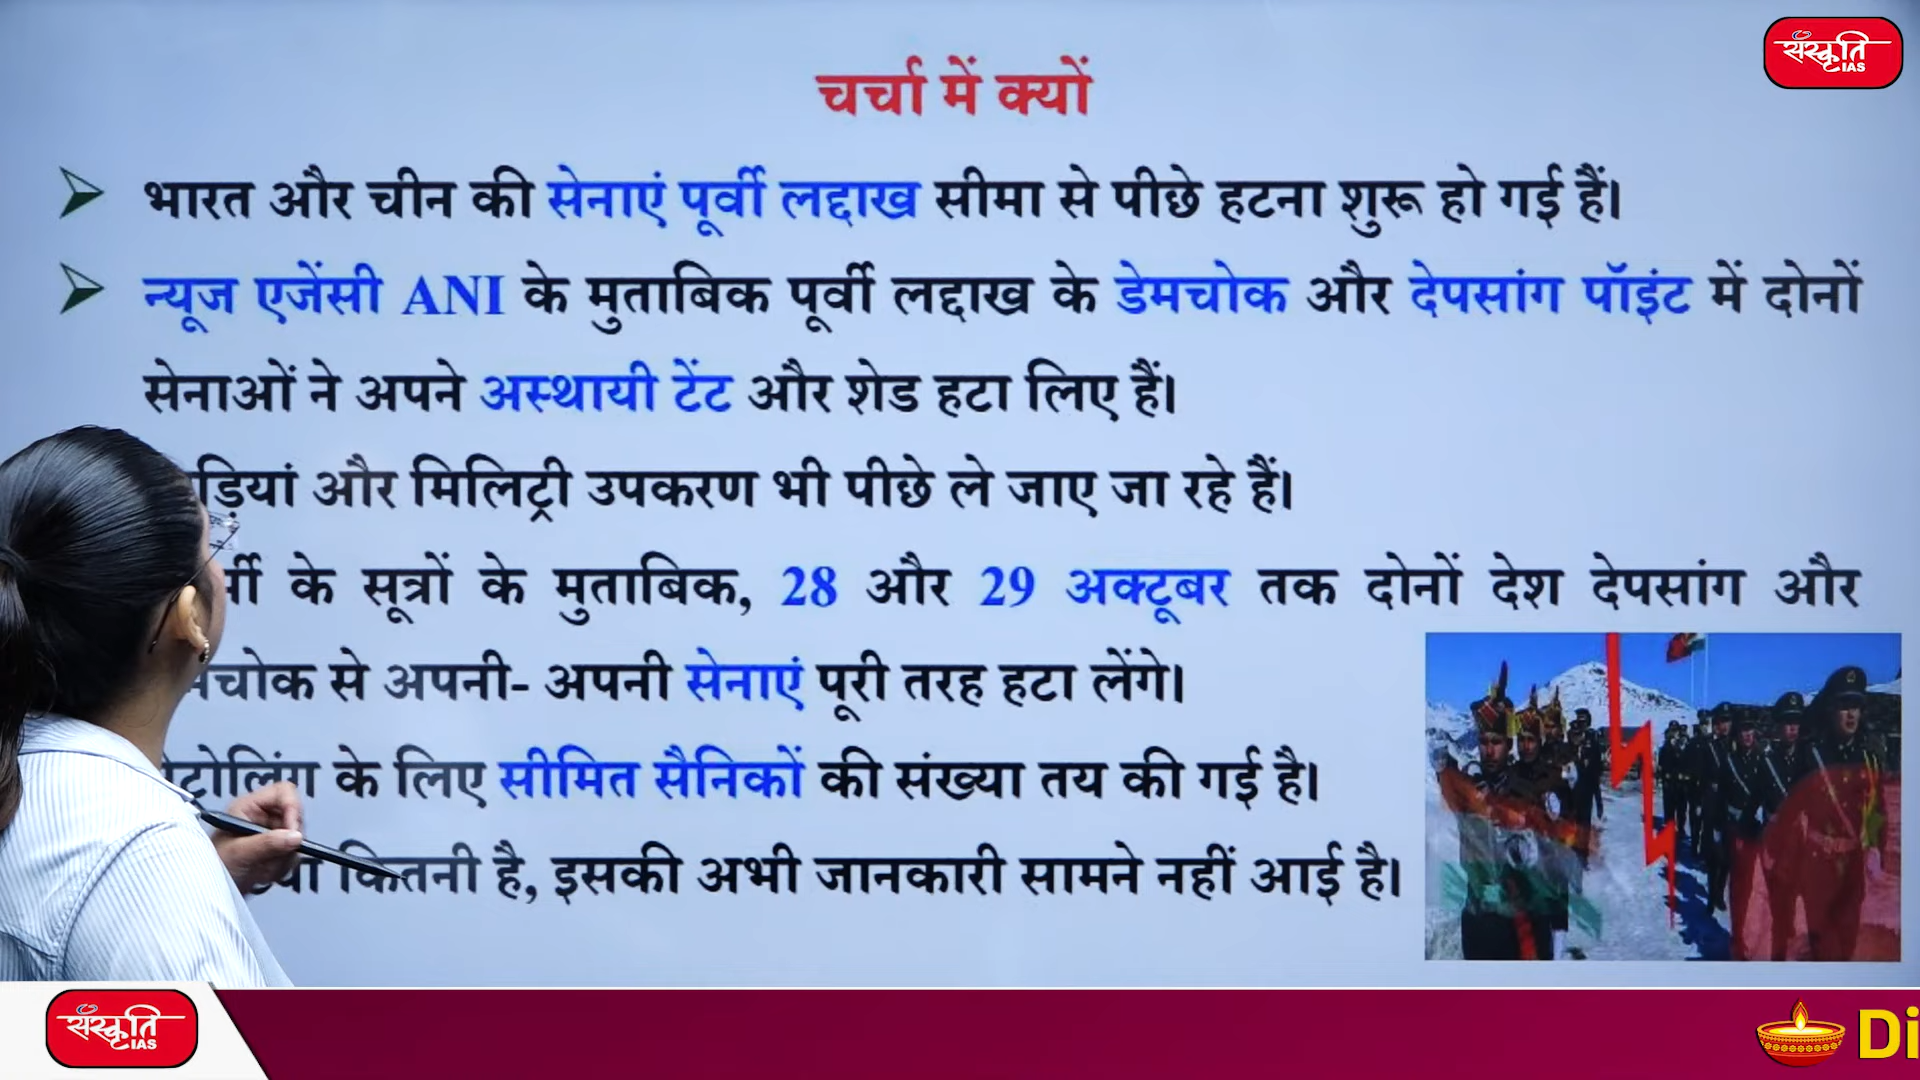 संस्कृति
IAS
चर्चा में क्यों
भारत और चीन की सेनाएं पूर्वी लद्दाख सीमा से पीछे हटना शुरू हो गई हैं।
न्यूज एजेंसी ANI के मुताबिक पूर्वी लद्दाख के डेमचोक और देपसांग पॉइंट में दोनों
सेनाओं ने अपने अस्थायी टेंट और शेड हटा लिए हैं।
और मिलिट्री उपकरण भी पीछे ले जाए जा रहे हैं।
के सूत्रों के मुताबिक, 28 और 29 अक्टूबर तक दोनों देश देपसांग और
से अपनी- अपनी सेनाएं पूरी तरह हटा लेंगे।
के लिए सीमित सैनिकों की संख्या तय की गई है।
कितनी है, इसकी अभी जानकारी सामने नहीं आई है।
संस्कृति
IAS
Di